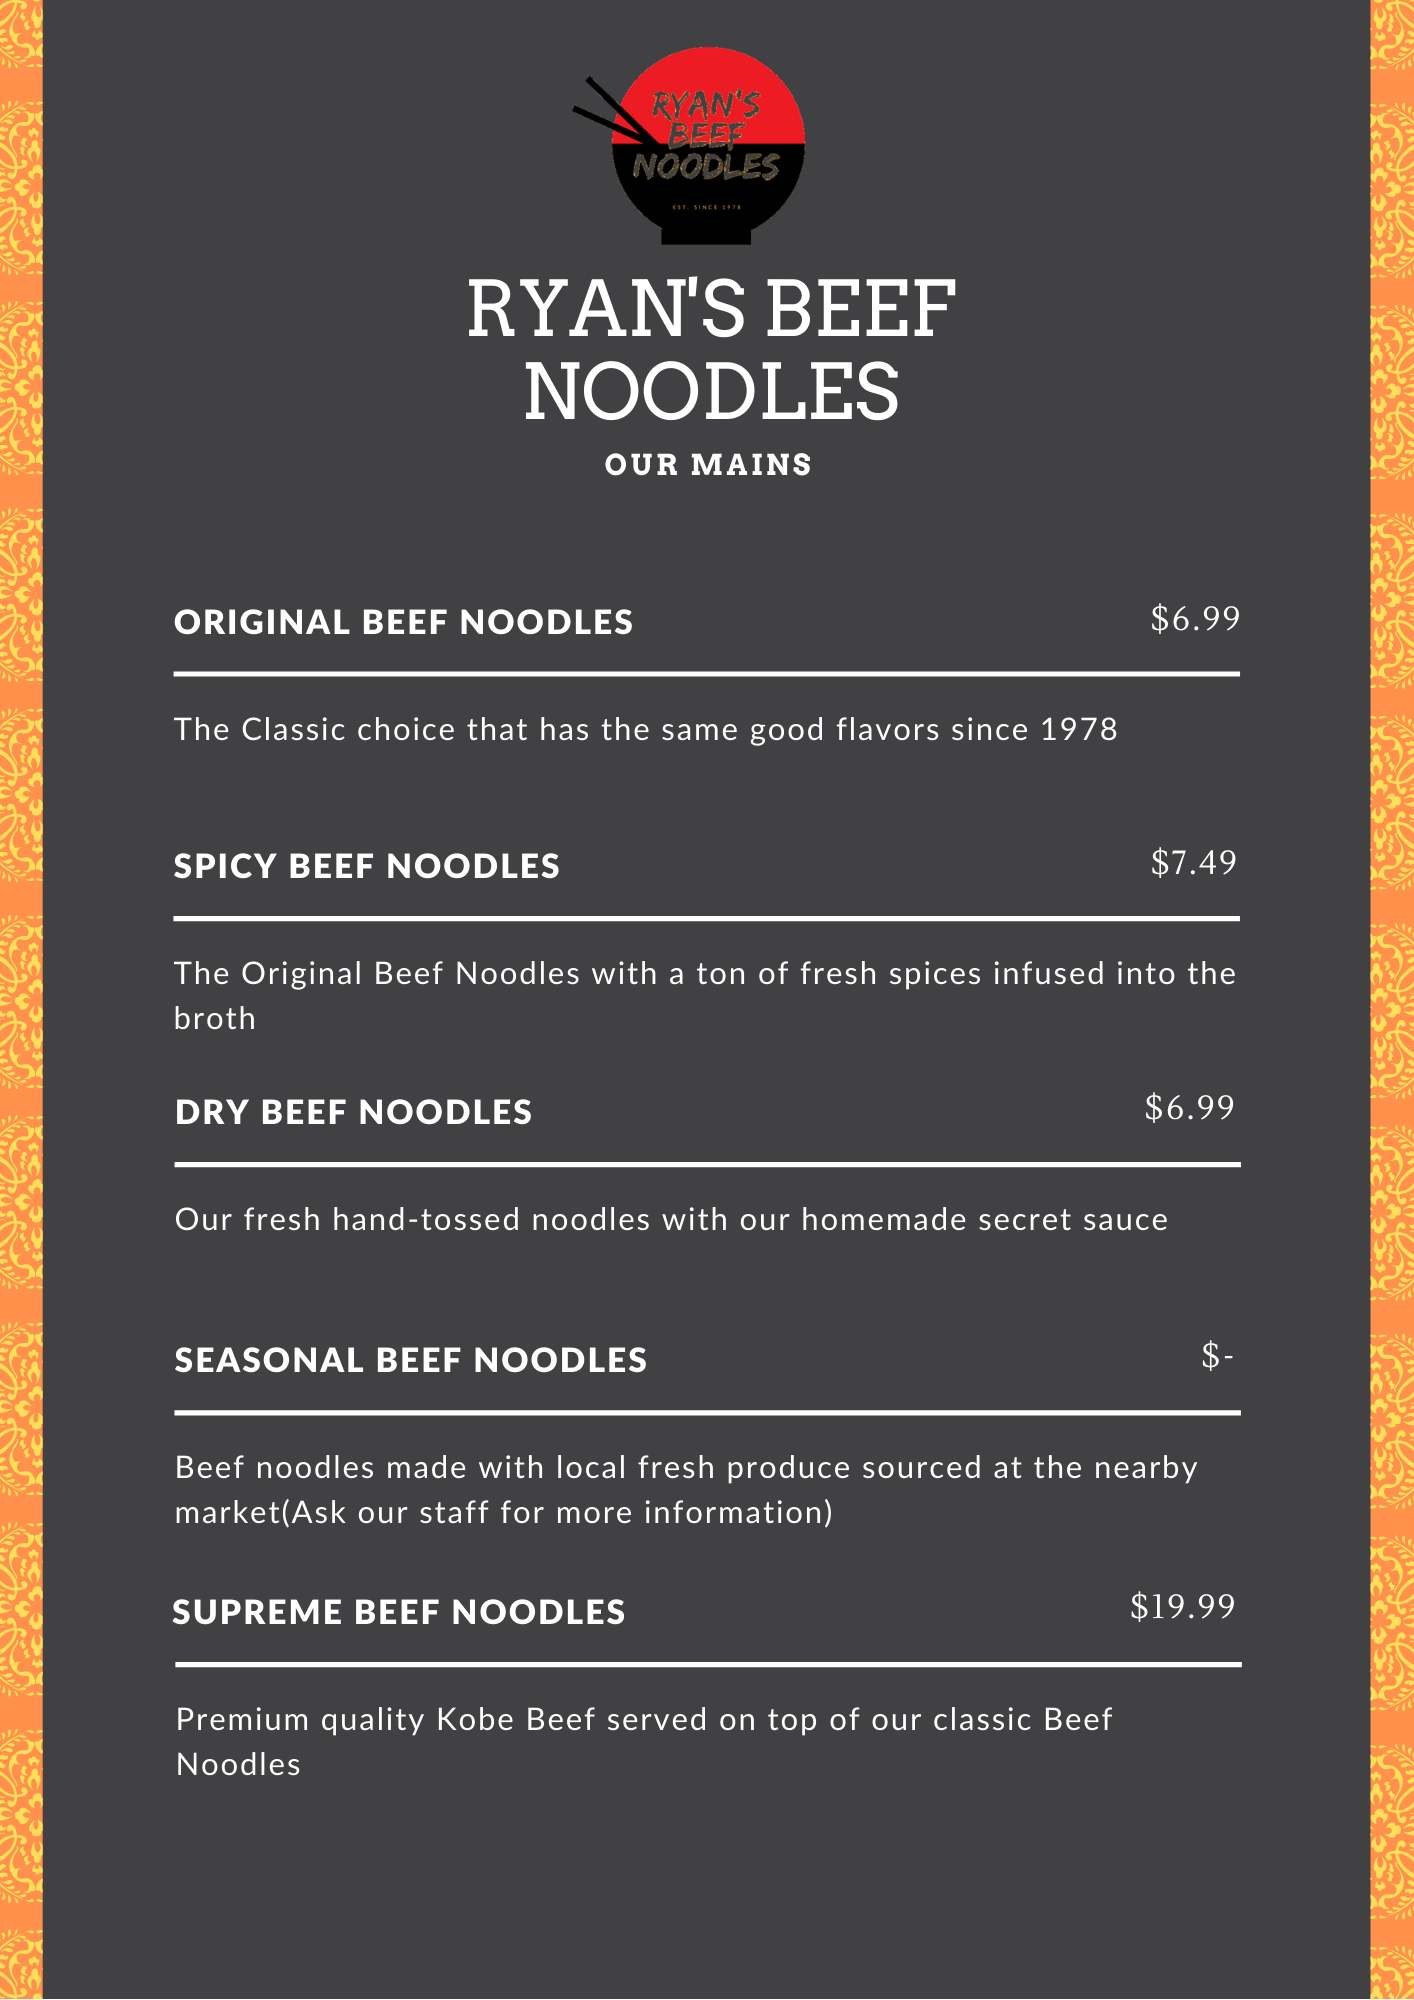 RYAN'S
BEEF
NOODLES
EST. SINCE 1978
RYAN'S BEEF
NOODLES
OUR MAINS
ORIGINAL BEEF NOODLES $6.99
The Classic choice that has the same good flavors since 1978
SPICY BEEF NOODLES $7.49
The Original Beef Noodles with a ton of fresh spices infused into the
broth
DRY BEEF NOODLES $6.99
Our fresh hand-tossed noodles with our homemade secret sauce
SEASONAL BEEF NOODLES $-
Beef noodles made with local fresh produce sourced at the nearby
market(Ask our staff for more information)
SUPREME BEEF NOODLES $19.99
Premium quality Kobe Beef served on top of our classic Beef
Noodles